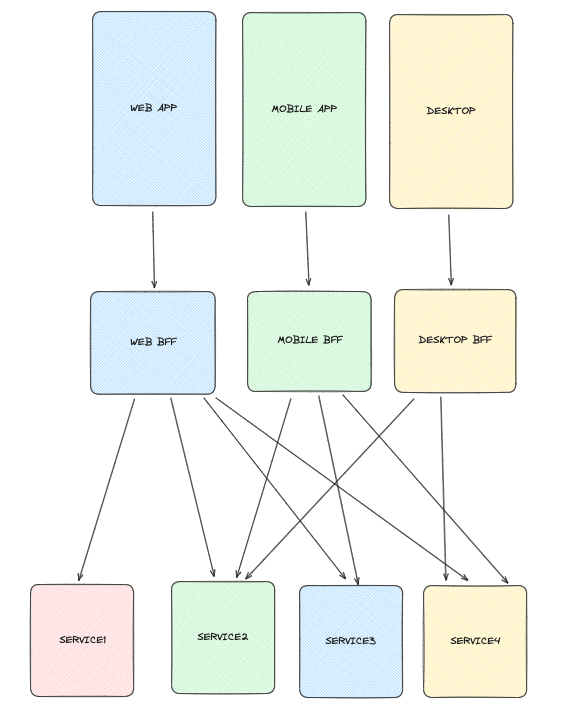 WEB APP
MOBILE APP
DESKTOP
WEB BFF
MOBILE BFF
DESKTOP BFF
SERVICE1
SERVICE2
SERVICE3
SERVICE4